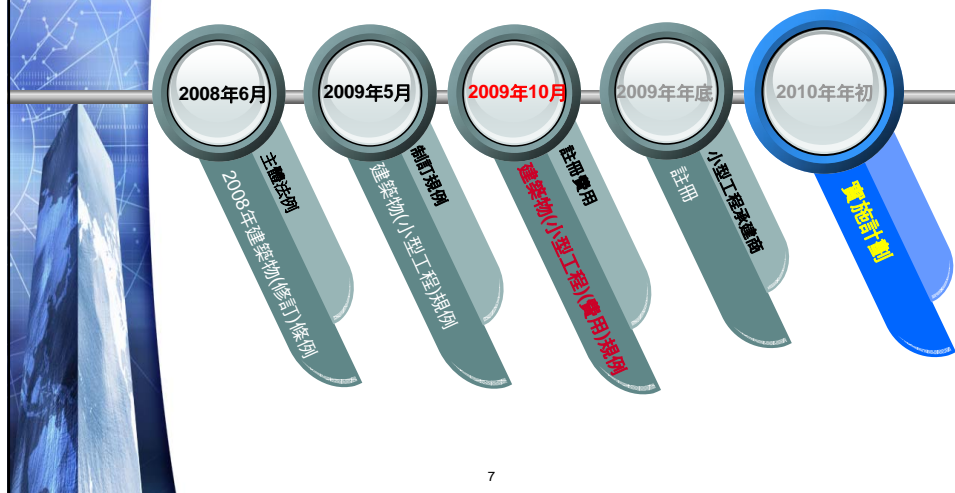 2008年6月
主體法例
2008年建築物(修訂)條例
2009年5月
制訂規例
建築物(小型工程)規例
2009年10月
註冊費用
建築物(小型工程)(費用)規例
2009年年底
小型工程承建商
註冊
2010年年初
實施計劃
7